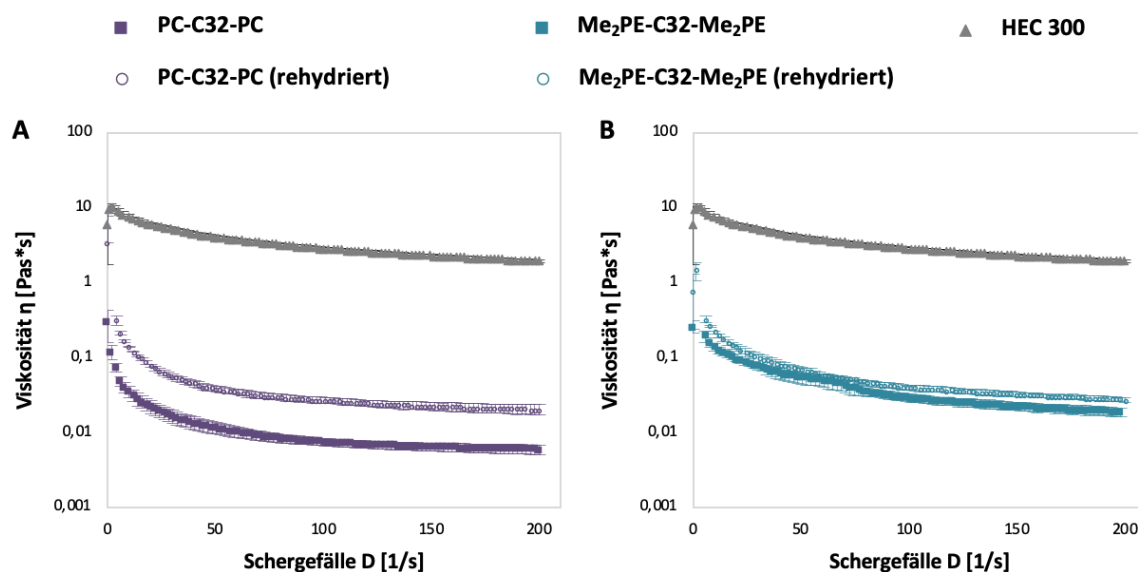 PC-C32-PC
Me₂PE-C32-Me₂PE
HEC 300
PC-C32-PC (rehydriert)
Me₂PE-C32-Me₂PE (rehydriert)
A
Viskosität η [Pas*s]
100
10
1
0,1
0,01
0,001
0
50
100
150
200
Schergefälle D [1/s]
B
Viskosität η [Pas*s]
100
10
1
0,1
0,01
0,001
0
50
100
150
200
Schergefälle D [1/s]